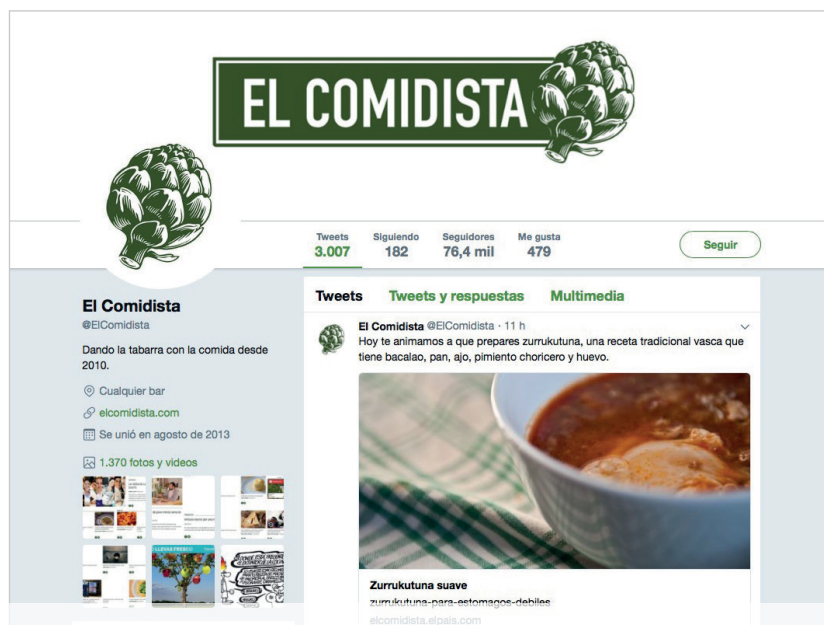 EL COMIDISTA
Tweets Siguiendo Seguidores Me gusta
3.007 182 76,4 mil 479
Seguir
El Comidista
@ElComidista
Dando la tabarra con la comida desde
2010.
Cualquier bar
elcomidista.com
Se unió en agosto de 2013
1.370 fotos y videos
Tweets Tweets y respuestas Multimedia
El Comidista @ElComidista · 11 h
Hoy te animamos a que prepares zurrukutuna, una receta tradicional vasca que
tiene bacalao, pan, ajo, pimiento choricero y huevo.
Zurrukutuna suave
zurrukutuna-para-estomagos-debiles
elcomidista.elpais.com